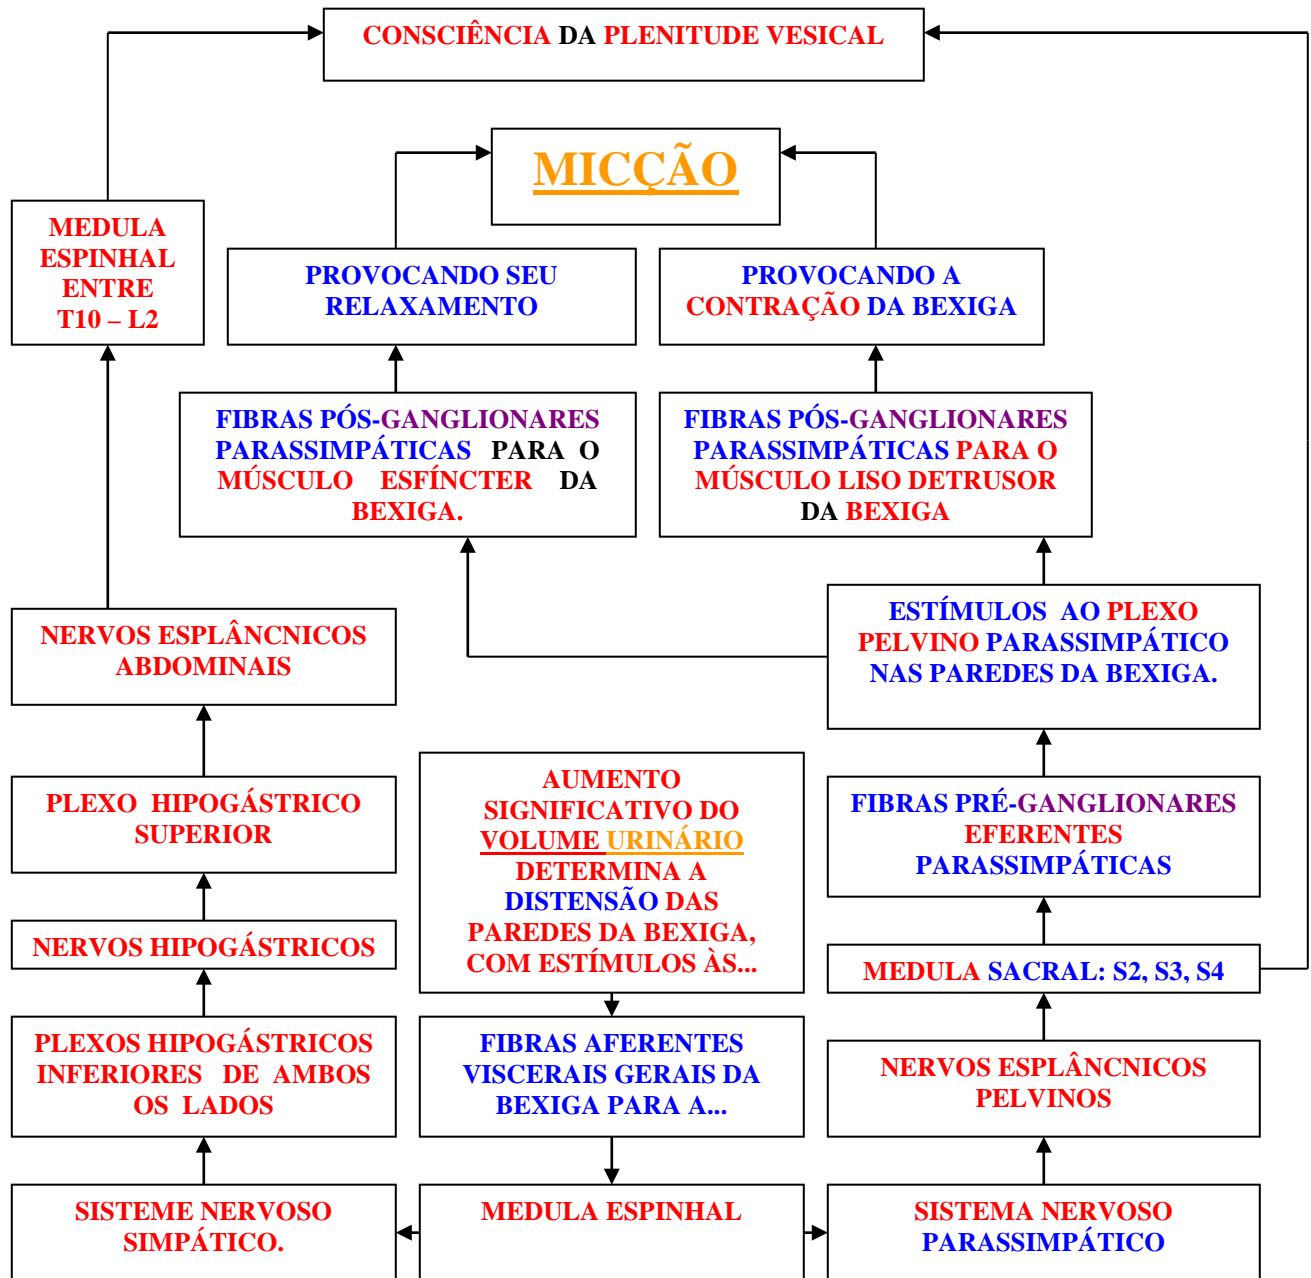 CONSCIÊNCIA DA PLENITUDE VESICAL
MICÇÃO
MEDULA
ESPINHAL
ENTRE
T10 – L2
PROVOCANDO SEU
RELAXAMENTO
PROVOCANDO A
CONTRAÇÃO DA BEXIGA
FIBRAS PÓS-GANGLIONARES
PARASSIMPÁTICAS PARA O
MÚSCULO ESFÍNCTER DA
BEXIGA.
FIBRAS PÓS-GANGLIONARES
PARASSIMPÁTICAS PARA O
MÚSCULO LISO DETRUSOR
DA BEXIGA
NERVOS ESPLÂNCNICOS
ABDOMINAIS
ESTÍMULOS AO PLEXO
PELVINO PARASSIMPÁTICO
NAS PAREDES DA BEXIGA.
PLEXO HIPOGÁSTRICO
SUPERIOR
AUMENTO
SIGNIFICATIVO DO
VOLUME URINÁRIO
DETERMINA A
DISTENSÃO DAS
PAREDES DA BEXIGA,
COM ESTÍMULOS ÀS...
FIBRAS PRÉ-GANGLIONARES
EFERENTES
PARASSIMPÁTICAS
NERVOS HIPOGÁSTRICOS
MEDULA SACRAL: S2, S3, S4
PLEXOS HIPOGÁSTRICOS
INFERIORES DE AMBOS
OS LADOS
FIBRAS AFERENTES
VISCERAIS GERAIS DA
BEXIGA PARA A...
NERVOS ESPLÂNCNICOS
PELVINOS
SISTEME NERVOSO
SIMPÁTICO.
MEDULA ESPINHAL
SISTEMA NERVOSO
PARASSIMPÁTICO